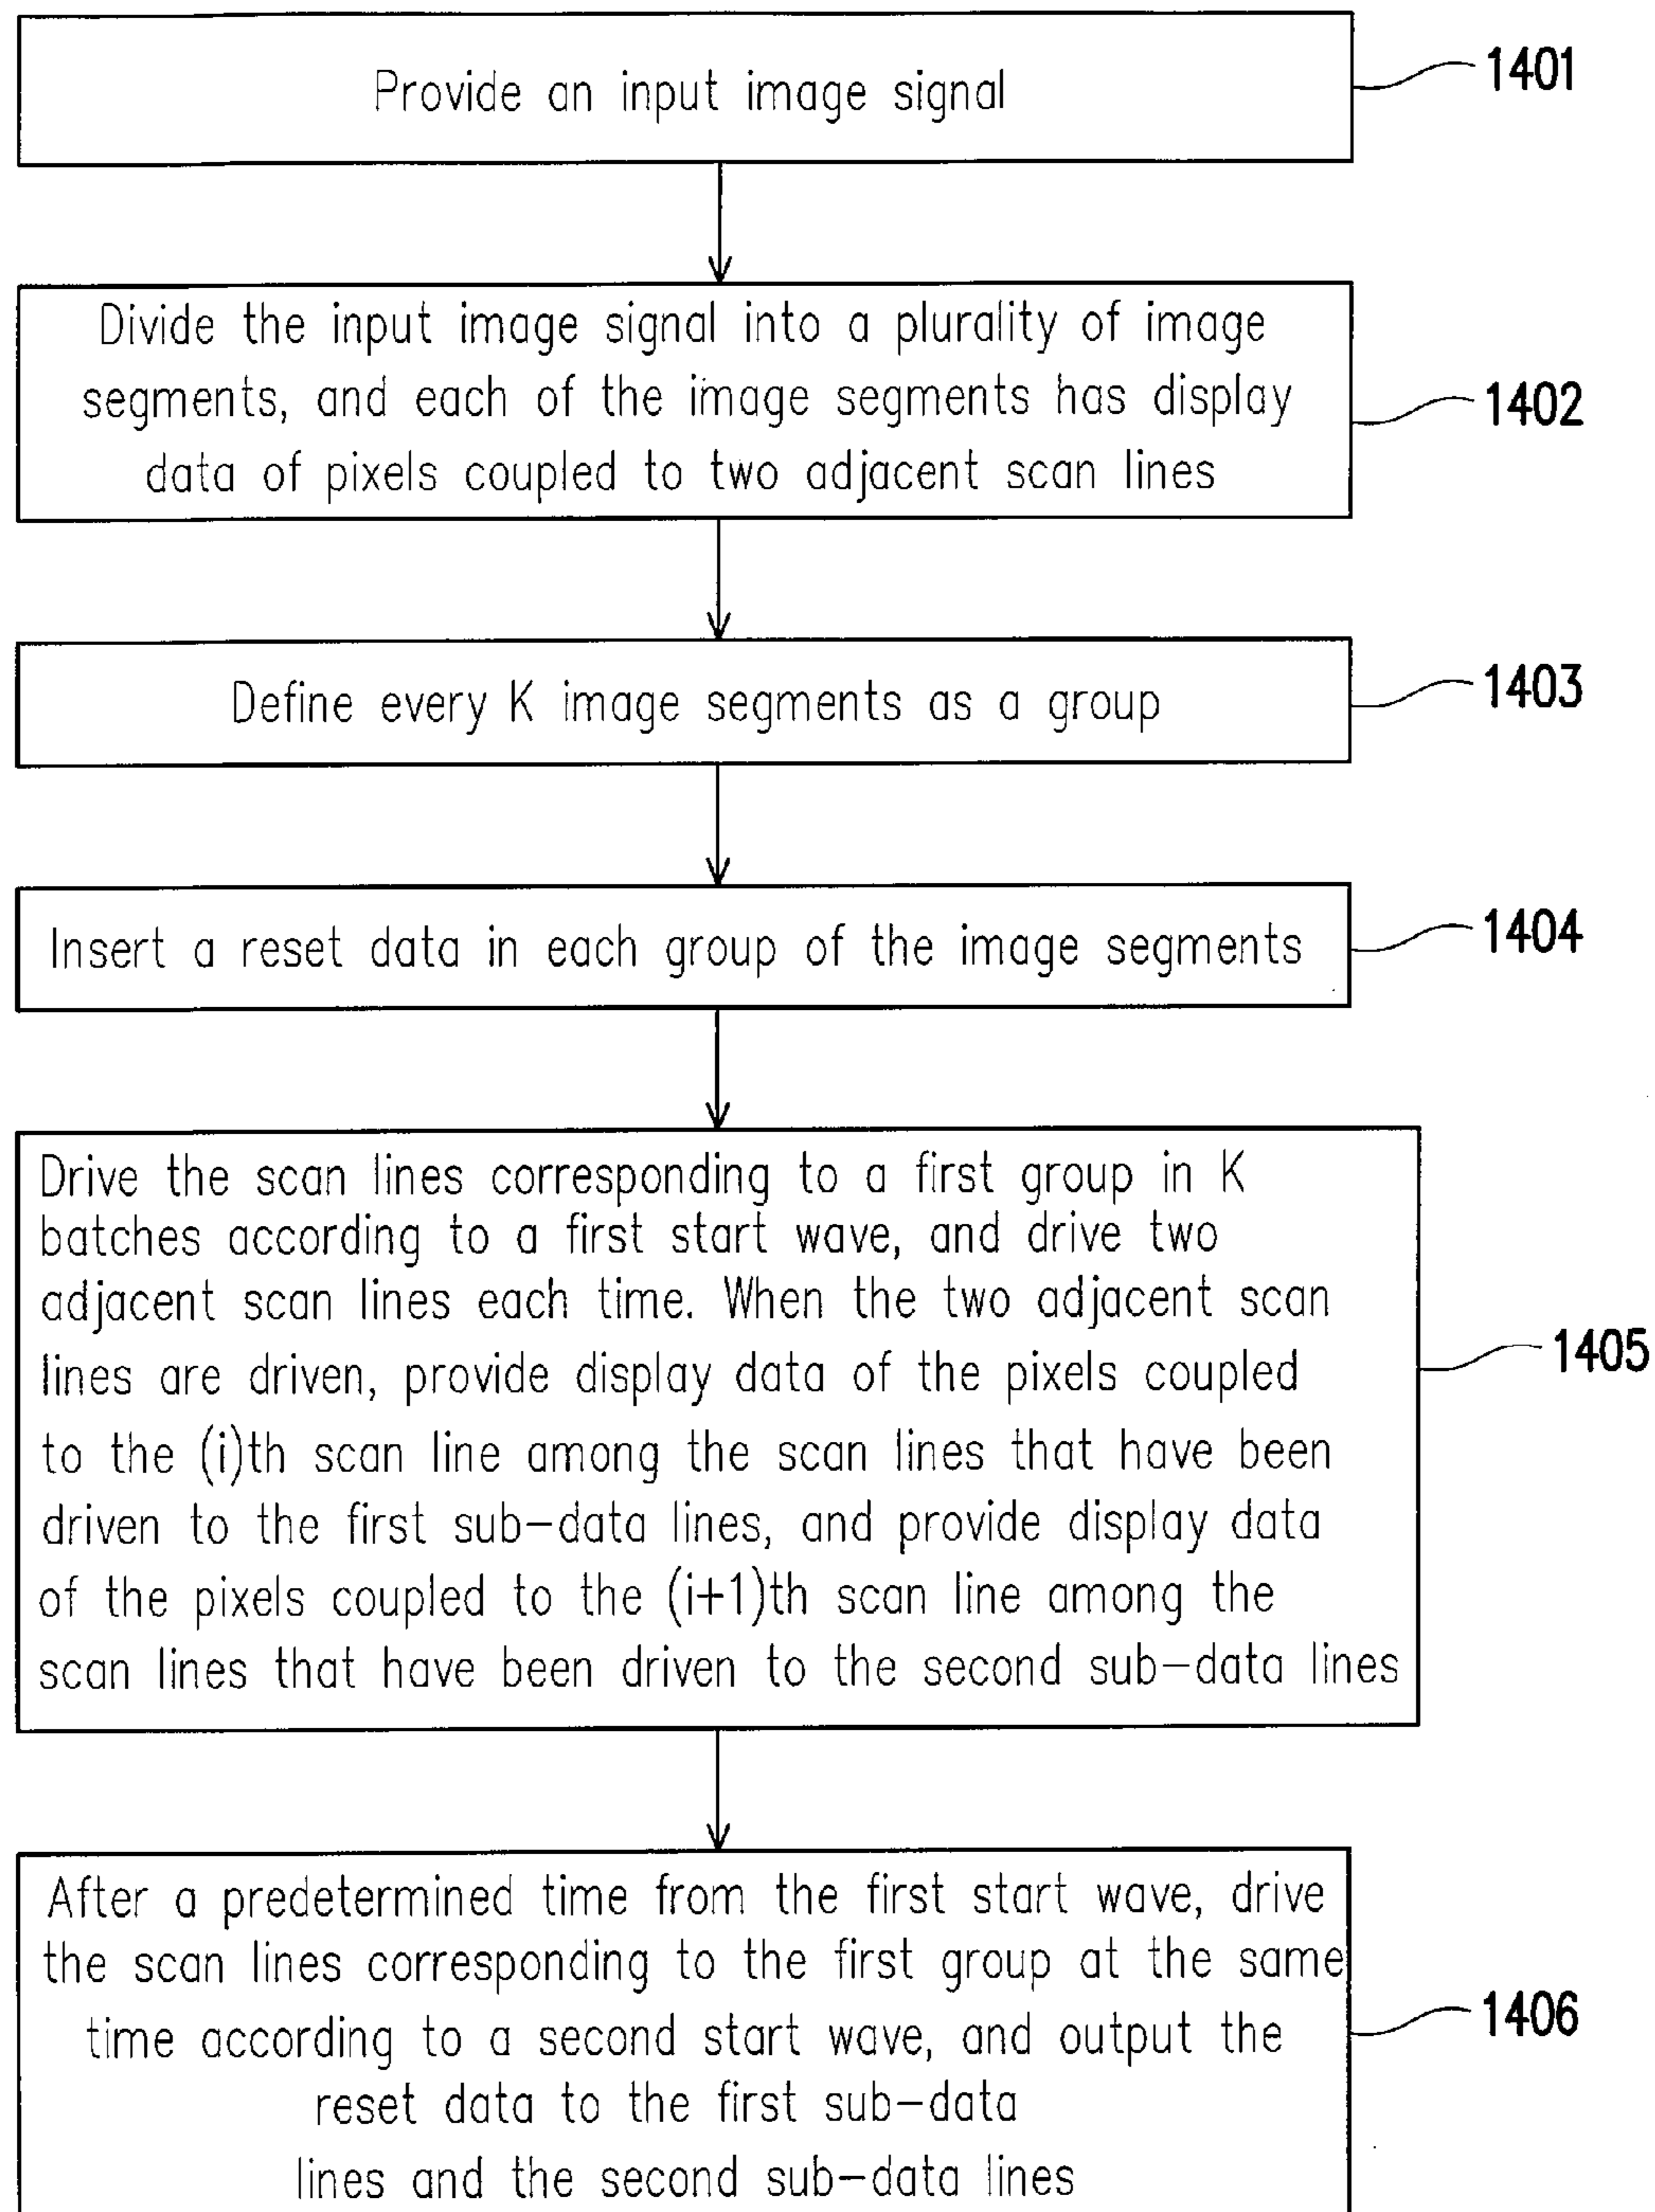 Provide an input image signal
1401
Divide the input image signal into a plurality of image
segments, and each of the image segments has display
data of pixels coupled to two adjacent scan lines
1402
Define every K image segments as a group
1403
Insert a reset data in each group of the image segments
1404
Drive the scan lines corresponding to a first group in K
batches according to a first start wave, and drive two
adjacent scan lines each time. When the two adjacent scan
lines are driven, provide display data of the pixels coupled
to the (i)th scan line among the scan lines that have been
driven to the first sub-data lines, and provide display data
of the pixels coupled to the (i+1)th scan line among the
scan lines that have been driven to the second sub-data lines
1405
After a predetermined time from the first start wave, drive
the scan lines corresponding to the first group at the same
time according to a second start wave, and output the
reset data to the first sub-data
lines and the second sub-data lines
1406